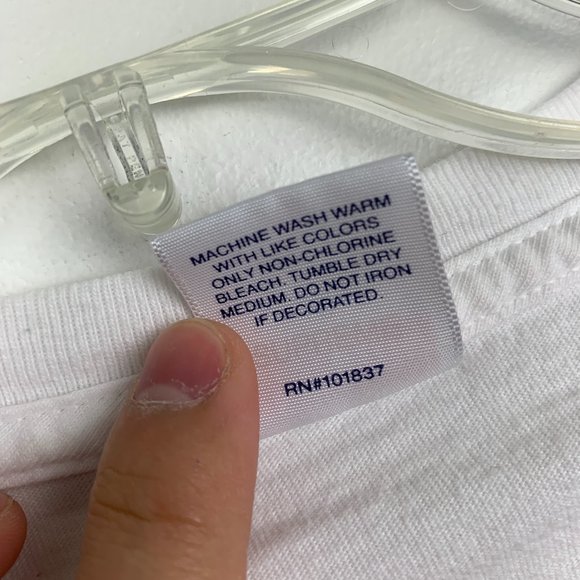 MACHINE WASH WARM
WITH LIKE COLORS
ONLY NON-CHLORINE
BLEACH. TUMBLE DRY
MEDIUM. DO NOT IRON
IF DECORATED.
RN#101837